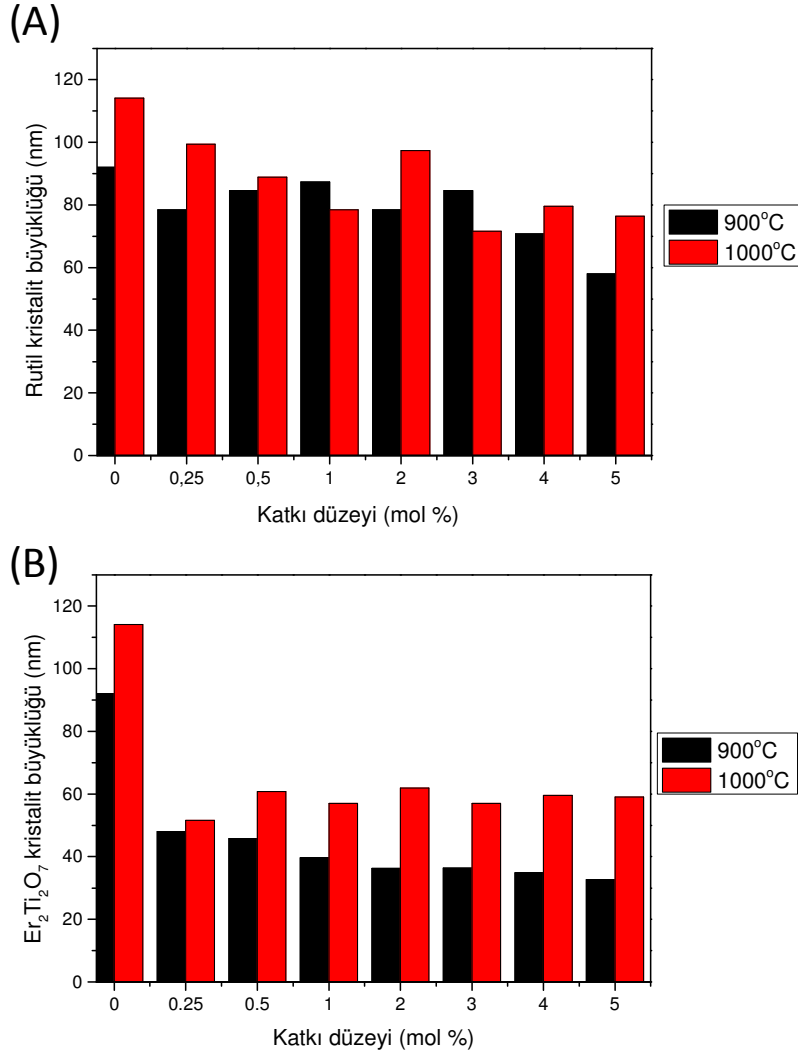 (A)
120
100
80
60
40
20
0
Rutil kristalit büyüklüğü (nm)
0 0,25 0,5 1 2 3 4 5
Katkı düzeyi (mol %)
900°C
1000°C
(B)
120
100
80
60
40
20
0
Er₂Ti₂O₇ kristalit büyüklüğü (nm)
0 0.25 0.5 1 2 3 4 5
Katkı düzeyi (mol %)
900°C
1000°C